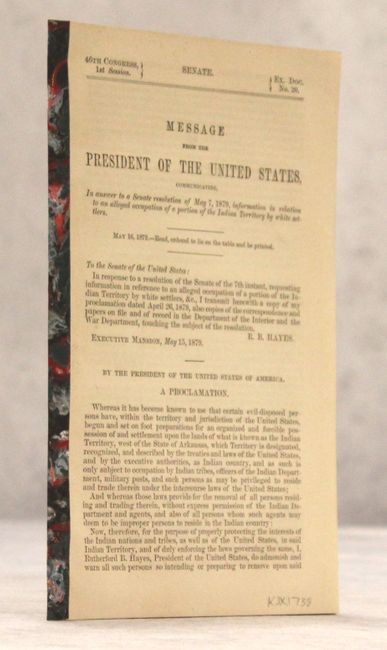 46TH CONGRESS,
1st Session.
SENATE.
EX. DOC.
No. 20.
MESSAGE
FROM THE
PRESIDENT OF THE UNITED STATES,
COMMUNICATING,
In answer to a Senate resolution of May 7, 1879, information in relation
to an alleged occupation of a portion of the Indian Territory by white set-
tlers.
MAY 16, 1879.—Read, ordered to lie on the table and be printed.
To the Senate of the United States:
In response to a resolution of the Senate of the 7th instant, requesting
information in reference to an alleged occupation of a portion of the In-
dian Territory by white settlers, &c., I transmit herewith a copy of my
proclamation dated April 26, 1879, also copies of the correspondence and
papers on file and of record in the Department of the Interior and the
War Department, touching the subject of the resolution.
R. B. HAYES.
EXECUTIVE MANSION, May 15, 1879.
BY THE PRESIDENT OF THE UNITED STATES OF AMERICA.
A PROCLAMATION.
Whereas it has become known to me that certain evil-disposed per-
sons have, within the territory and jurisdiction of the United States,
begun and set on foot preparations for an organized and forcible pos-
session of and settlement upon the lands of what is known as the Indian
Territory, west of the State of Arkansas, which Territory is designated,
recognized, and described by the treaties and laws of the United States,
and by the executive authorities, as Indian country, and as such is
only subject to occupation by Indian tribes, officers of the Indian Depart-
ment, military posts, and such persons as may be privileged to reside
and trade therein under the intercourse laws of the United States;
And whereas those laws provide for the removal of all persons resid-
ing and trading therein, without express permission of the Indian De-
partment and agents, and also of all persons whom such agents may
deem to be improper persons to reside in the Indian country:
Now, therefore, for the purpose of properly protecting the interests of
the Indian nations and tribes, as well as of the United States, in said
Indian Territory, and of duly enforcing the laws governing the same, I,
Rutherford B. Hayes, President of the United States, do admonish and
warn all such persons so intending or preparing to remove upon said